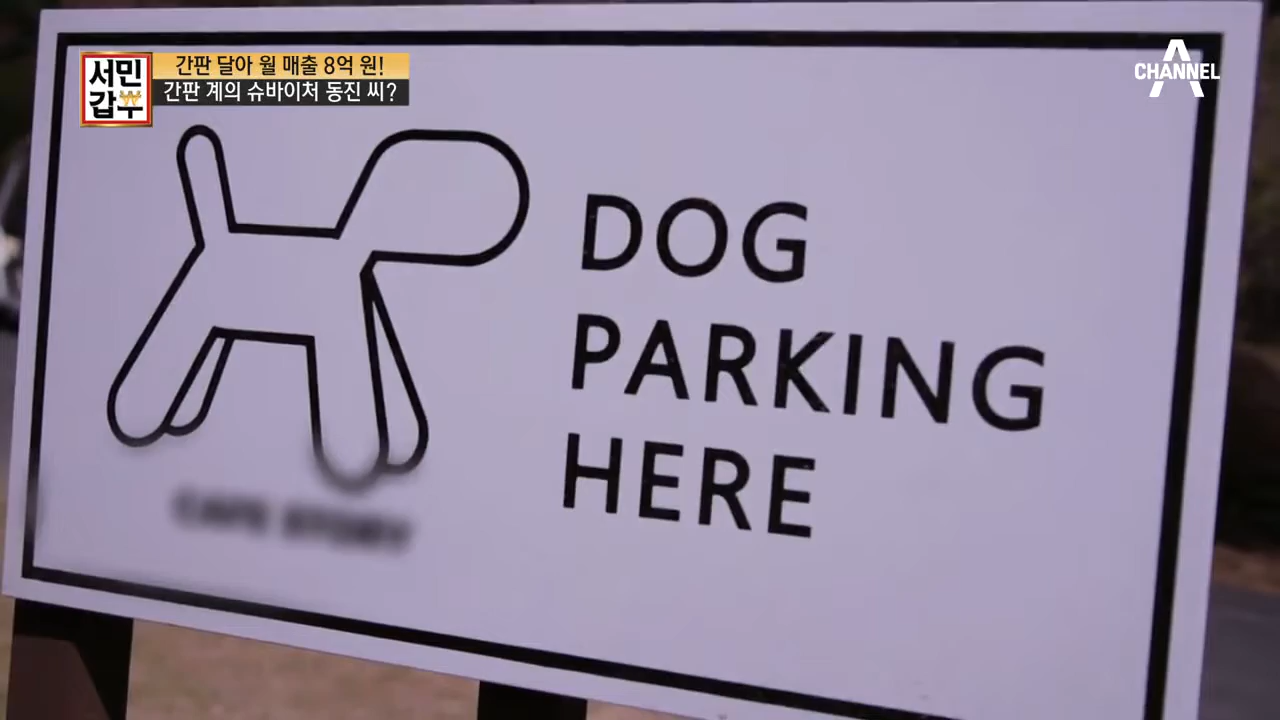 서민
갑부
간판 달아 월 매출 8억 원!
간판 계의 슈바이처 동진 씨?
CHANNEL A
DOG
PARKING
HERE